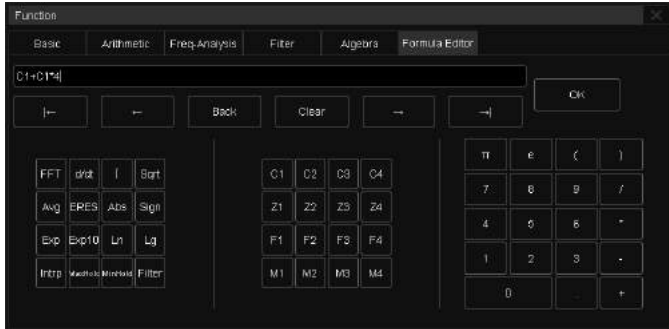 Function
Basic Arithmetic Freq-Analysis Filter Algebra Formula Editor
C1+C1*4
OK
|← ← Back Clear → →|
π e ( )
FFT d/dt ∫ Sqrt C1 C2 C3 C4
7 8 9 /
Avg ERES Abs Sign Z1 Z2 Z3 Z4
4 5 6 *
Exp Exp10 Ln Lg F1 F2 F3 F4
1 2 3 -
Intrp MaxHold MinHold Filter M1 M2 M3 M4
0 . +